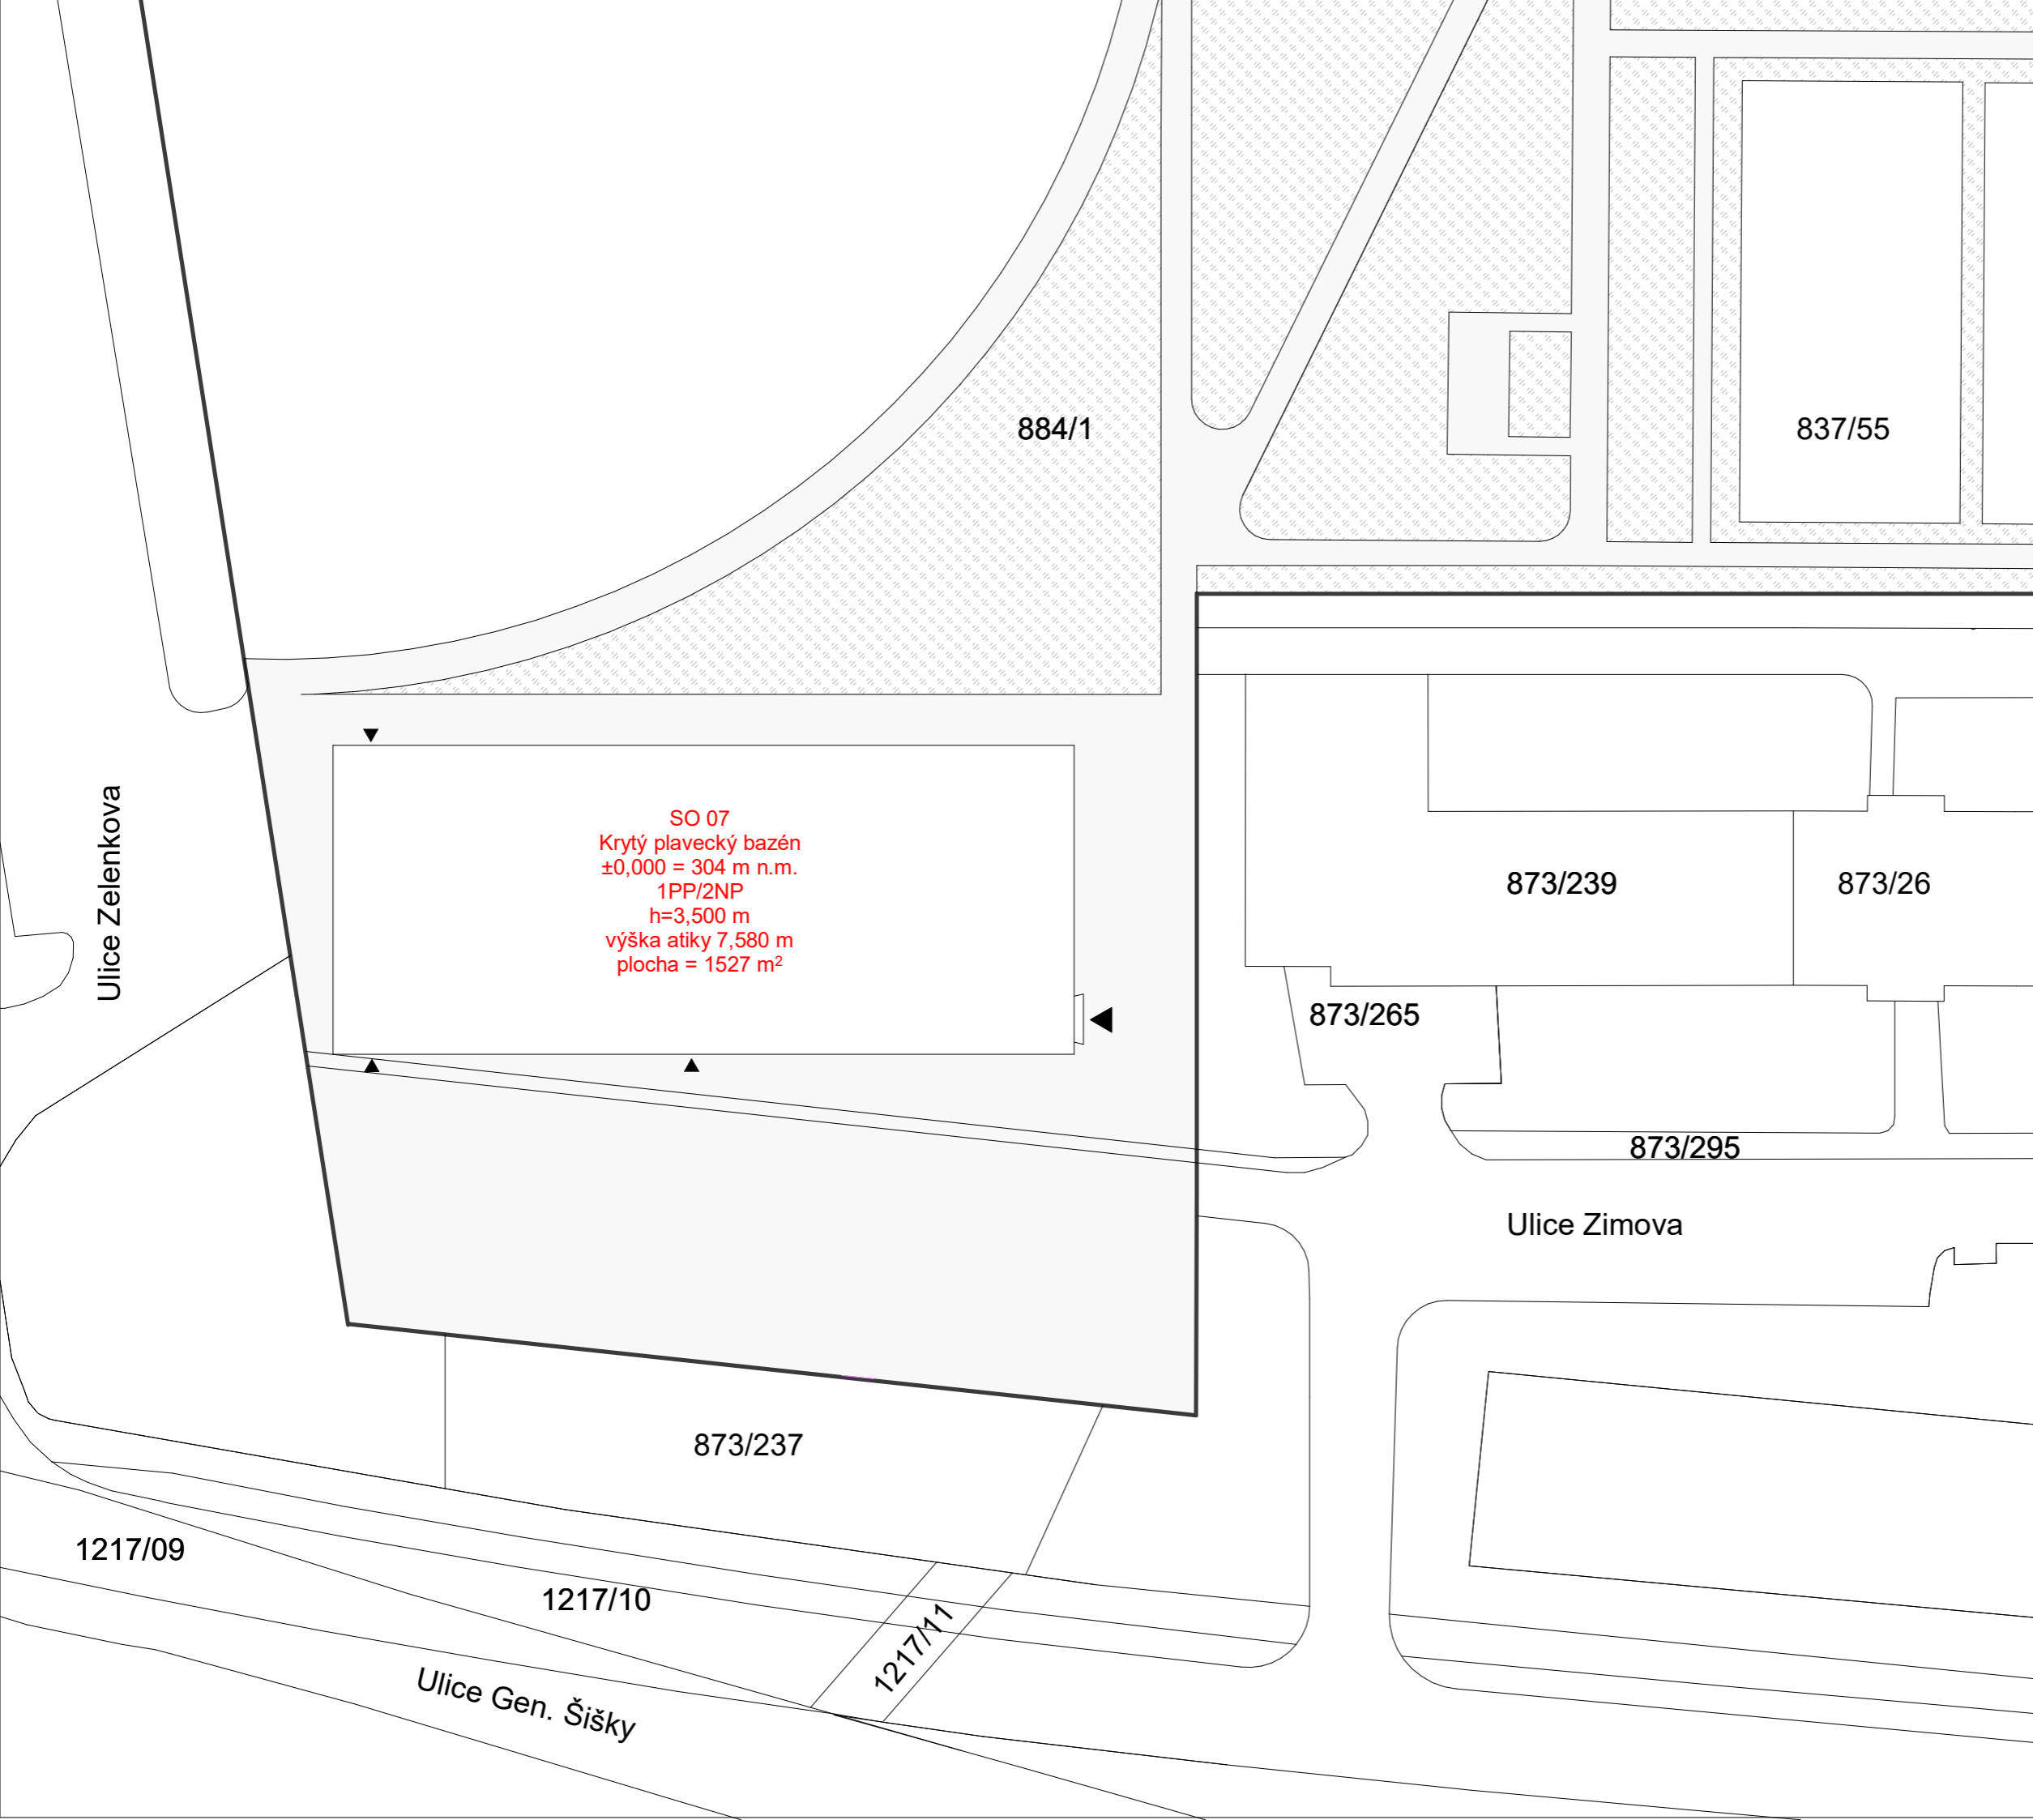 884/1
837/55
Ulice Zelenkova
SO 07
Krytý plavecký bazén
±0,000 = 304 m n.m.
1PP/2NP
h=3,500 m
výška atiky 7,580 m
plocha = 1527 m²
873/239
873/26
873/265
873/295
Ulice Zimova
873/237
1217/09
1217/10
1217/11
Ulice Gen. Šišky